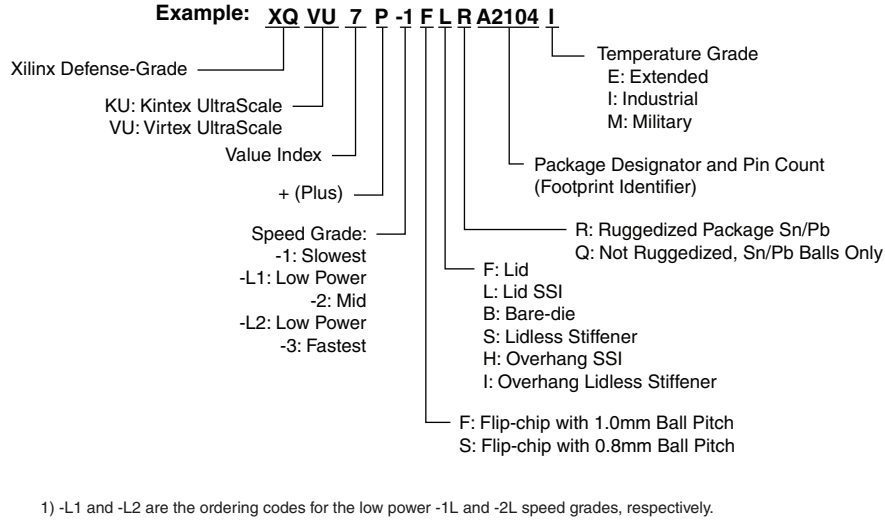 Example: XQ VU 7 P -1 F L R A2104 I
Xilinx Defense-Grade
KU: Kintex UltraScale
VU: Virtex UltraScale
Value Index
+ (Plus)
Speed Grade:
-1: Slowest
-L1: Low Power
-2: Mid
-L2: Low Power
-3: Fastest
Temperature Grade
E: Extended
I: Industrial
M: Military
Package Designator and Pin Count
(Footprint Identifier)
R: Ruggedized Package Sn/Pb
Q: Not Ruggedized, Sn/Pb Balls Only
F: Lid
L: Lid SSI
B: Bare-die
S: Lidless Stiffener
H: Overhang SSI
I: Overhang Lidless Stiffener
F: Flip-chip with 1.0mm Ball Pitch
S: Flip-chip with 0.8mm Ball Pitch
1) -L1 and -L2 are the ordering codes for the low power -1L and -2L speed grades, respectively.